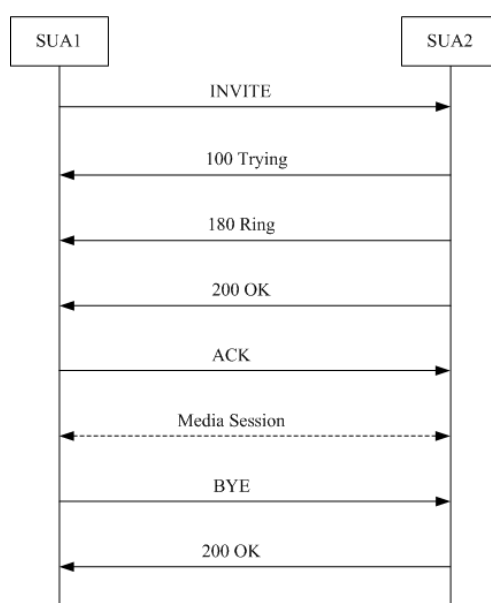 SUA1
SUA2
INVITE
100 Trying
180 Ring
200 OK
ACK
Media Session
BYE
200 OK